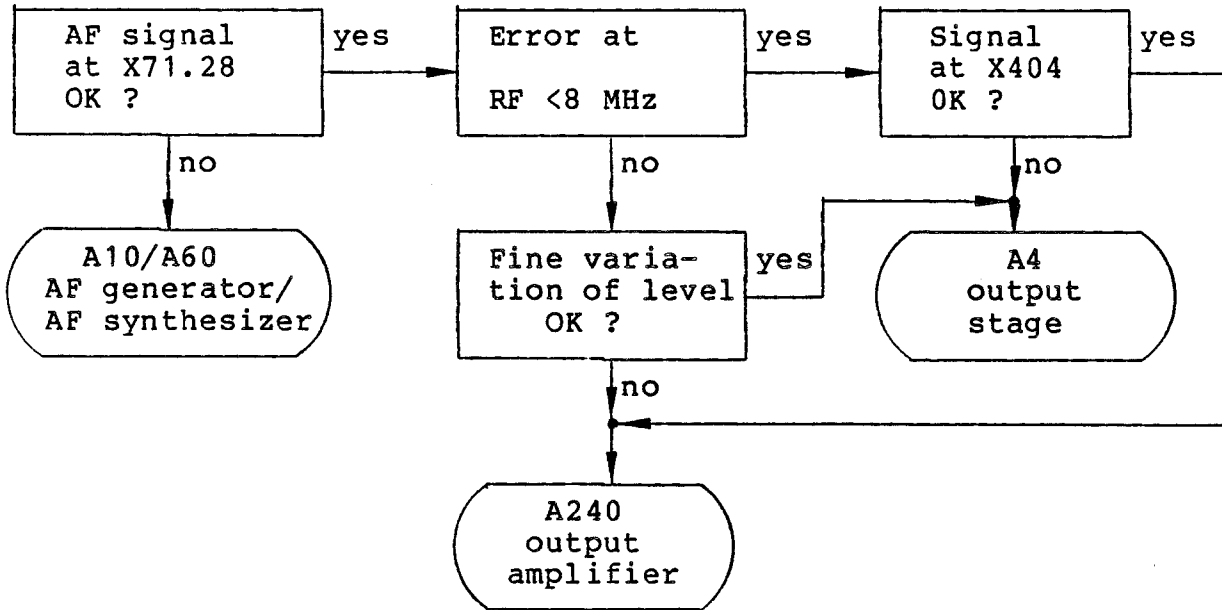 AF signal
at X71.28
OK ?
yes
Error at
RF <8 MHz
yes
Signal
at X404
0K ?
yes
no
no
no
A10/A60
AF generator/
AF synthesizer
Fine varia-
tion of level
OK ?
yes
A4
output
stage
no
A240
output
amplifier